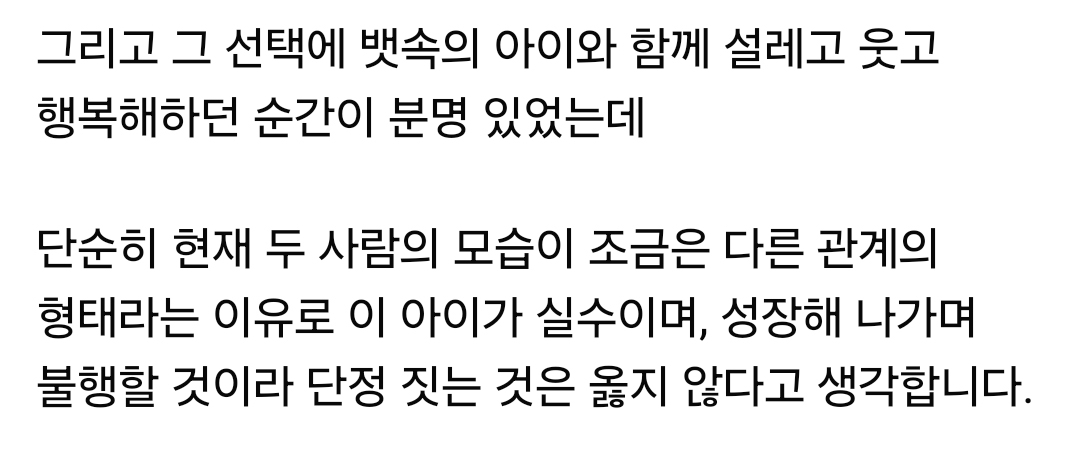 그리고 그 선택에 뱃속의 아이와 함께 설레고 웃고
행복해하던 순간이 분명 있었는데
단순히 현재 두 사람의 모습이 조금은 다른 관계의
형태라는 이유로 이 아이가 실수이며, 성장해 나가며
불행할 것이라 단정 짓는 것은 옳지 않다고 생각합니다.